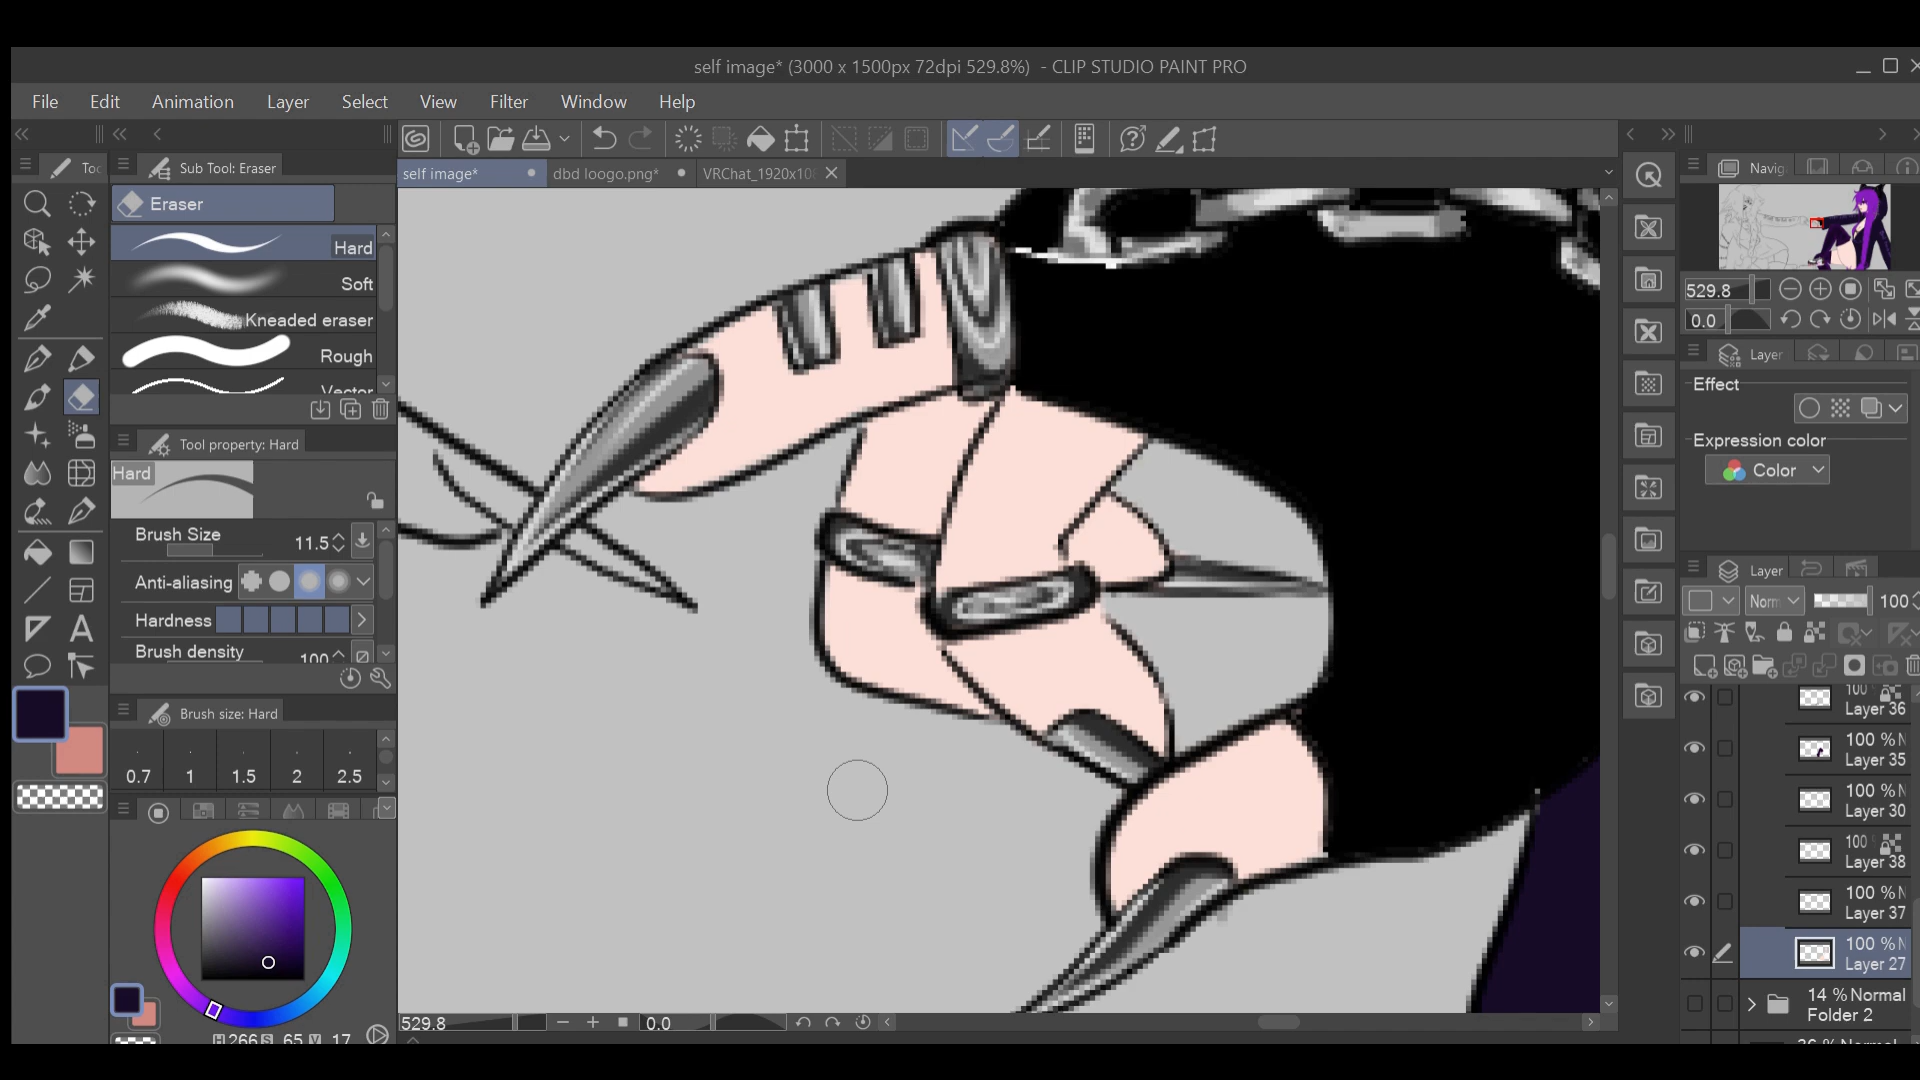 self image* (3000 x 1500px 72dpi 529.8%) - CLIP STUDIO PAINT PRO
File Edit Animation Layer Select View Filter Window Help
Sub Tool: Eraser
self image* dbd loogo.png* VRChat_1920x10
Navig
Eraser
Hard
Soft
Kneaded eraser
Rough
Vector
529.8
0.0
Layer
Effect
Expression color
Color
Tool property: Hard
Hard
Brush Size 11.5
Anti-aliasing
Hardness
Brush density 100
Layer
Norm 100
Brush size: Hard
0.7 1 1.5 2 2.5
100
Layer 36
100 %N
Layer 35
100 %N
Layer 30
100
Layer 38
100 %N
Layer 37
100 %N
Layer 27
14 %Normal
Folder 2
529.8 0.0
H 266 S 65 V 17